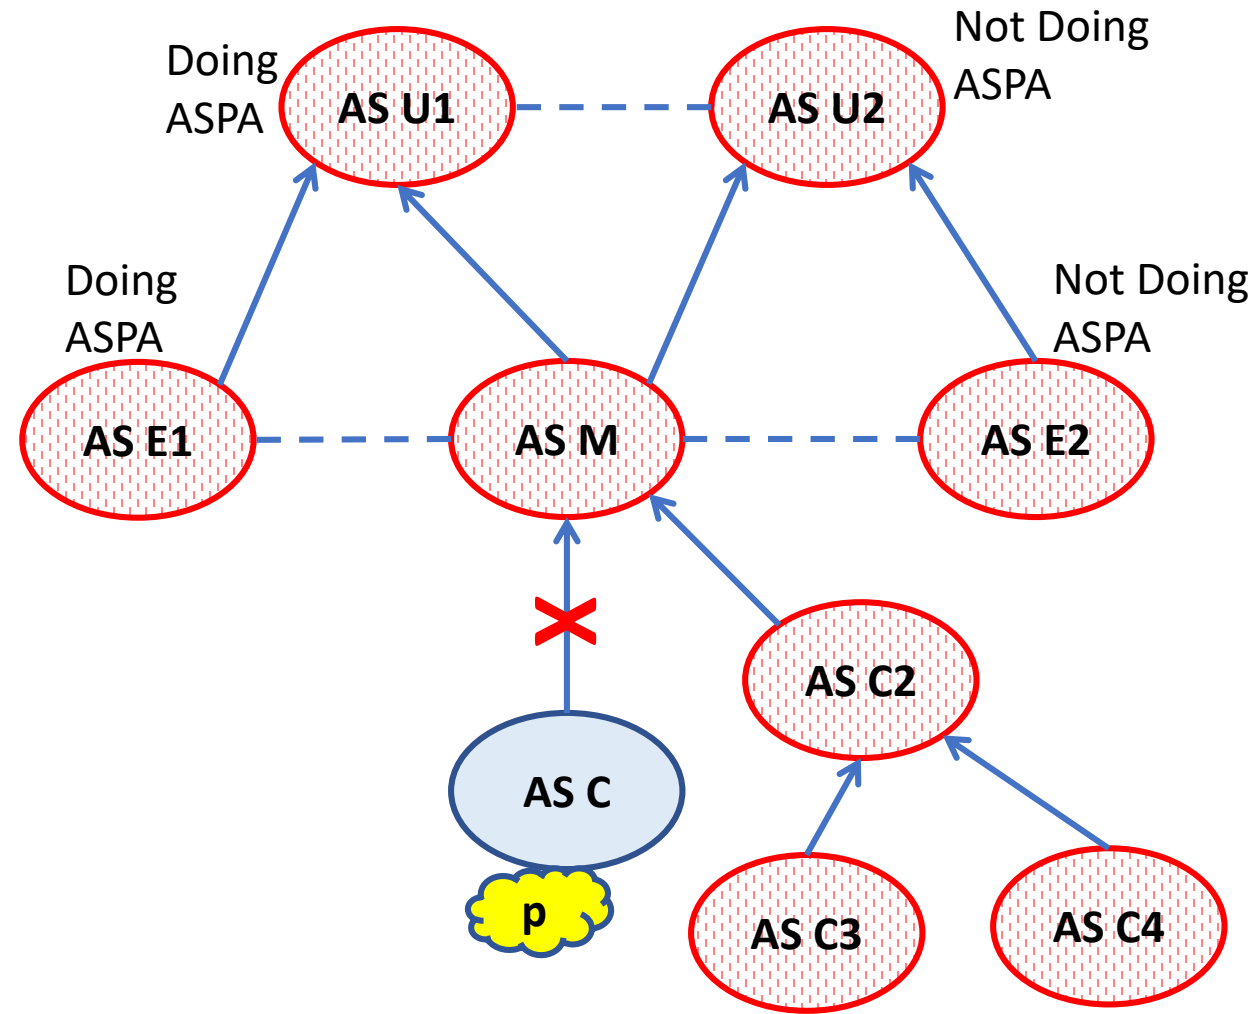 Doing
ASPA
AS U1
AS U2
Not Doing
ASPA
Doing
ASPA
Not Doing
ASPA
AS E1
AS M
AS E2
AS C2
AS C
p
AS C3
AS C4